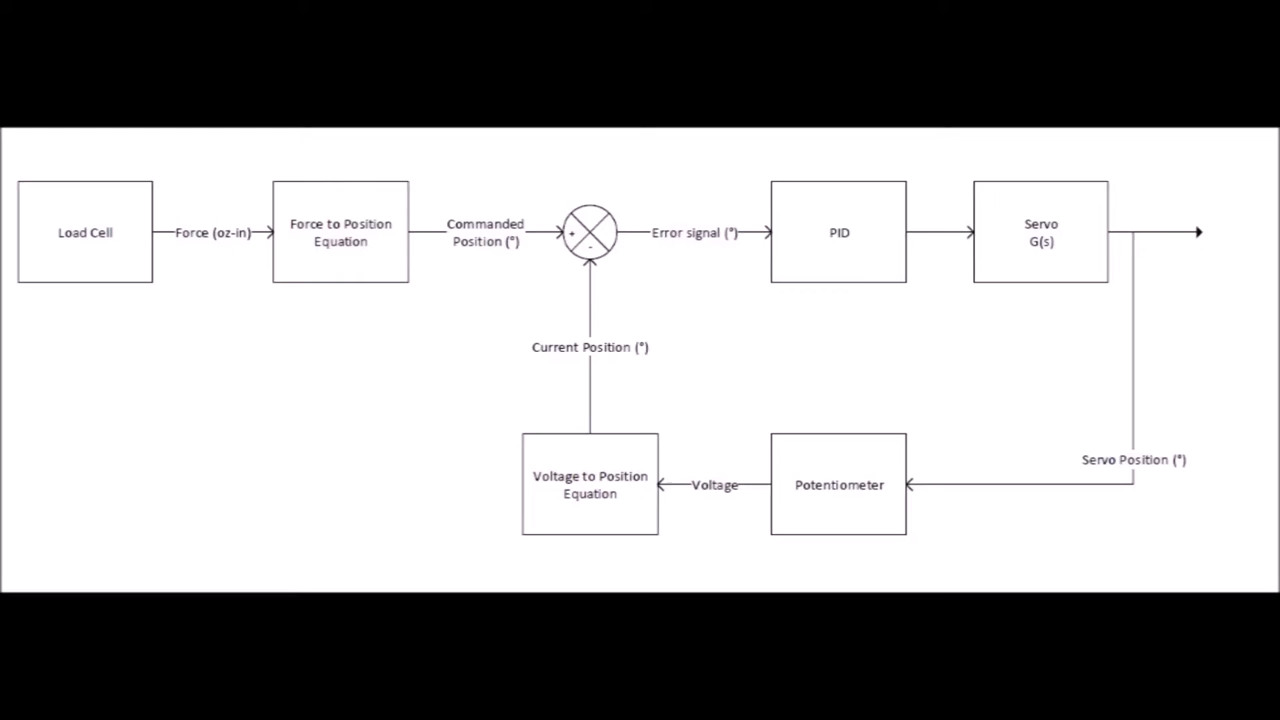 Load Cell
Force (oz-in)
Force to Position
Equation
Commanded
Position (°)
+
-
Error signal (°)
PID
Servo
G(s)
Current Position (°)
Servo Position (°)
Voltage to Position
Equation
Voltage
Potentiometer